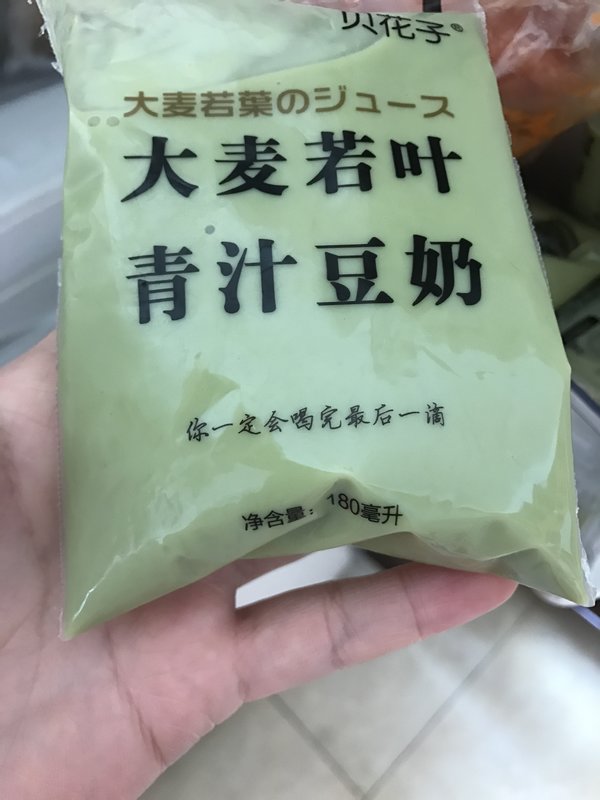 贝花子®
大麦若葉のジュース
大麦若叶
青汁豆奶
你一定会喝完最后一滴
净含量：180毫升